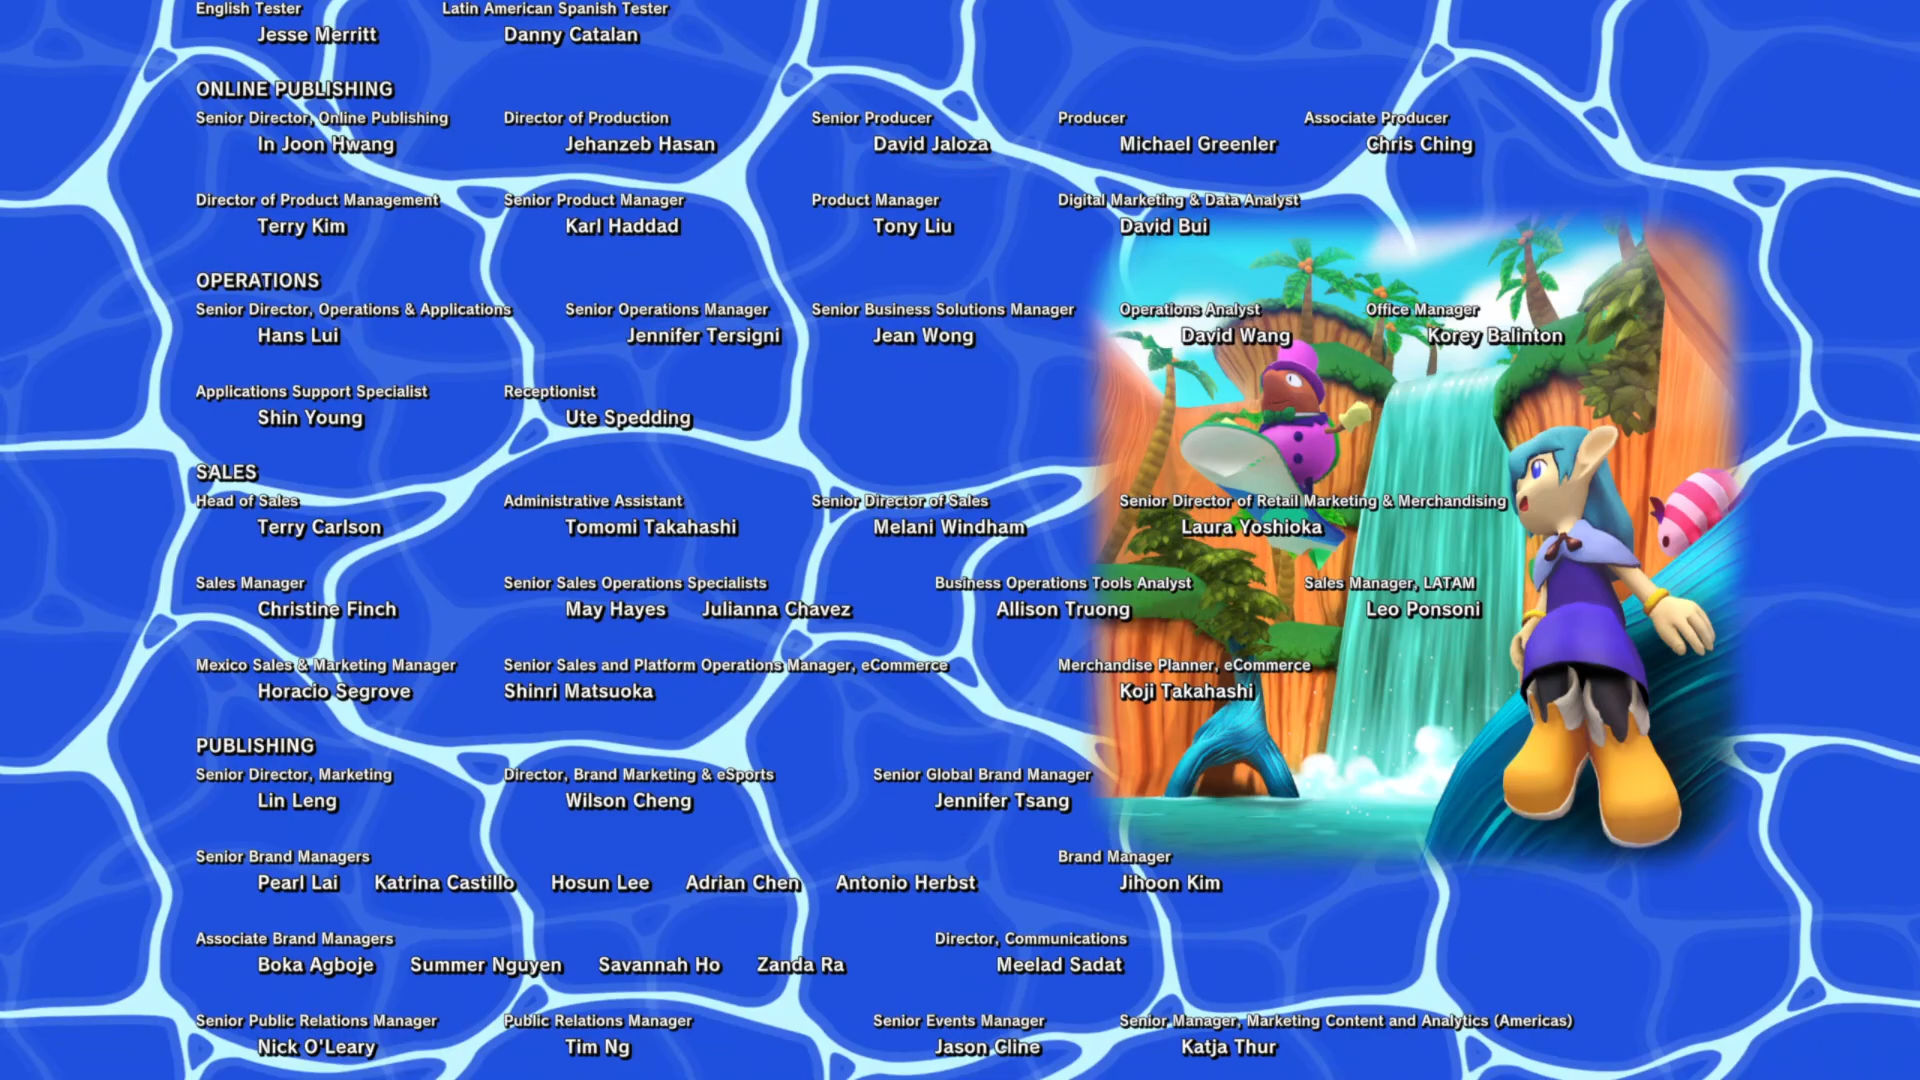 English Tester Latin American Spanish Tester
Jesse Merritt Danny Catalan
ONLINE PUBLISHING
Senior Director, Online Publishing Director of Production Senior Producer Producer Associate Producer
In Joon Hwang Jehanzeb Hasan David Jaloza Michael Greenler Chris Ching
Director of Product Management Senior Product Manager Product Manager Digital Marketing & Data Analyst
Terry Kim Karl Haddad Tony Liu David Bui
OPERATIONS
Senior Director, Operations & Applications Senior Operations Manager Senior Business Solutions Manager Operations Analyst Office Manager
Hans Lui Jennifer Tersigni Jean Wong David Wang Korey Balinton
Applications Support Specialist Receptionist
Shin Young Ute Spedding
SALES
Head of Sales Administrative Assistant Senior Director of Sales Senior Director of Retail Marketing & Merchandising
Terry Carlson Tomomi Takahashi Melani Windham Laura Yoshioka
Sales Manager Senior Sales Operations Specialists Business Operations Tools Analyst Sales Manager, LATAM
Christine Finch May Hayes Julianna Chavez Allison Truong Leo Ponsoni
Mexico Sales & Marketing Manager Senior Sales and Platform Operations Manager, eCommerce Merchandise Planner, eCommerce
Horacio Segrove Shinri Matsuoka Koji Takahashi
PUBLISHING
Senior Director, Marketing Director, Brand Marketing & eSports Senior Global Brand Manager
Lin Leng Wilson Cheng Jennifer Tsang
Senior Brand Managers Brand Manager
Pearl Lai Katrina Castillo Hosun Lee Adrian Chen Antonio Herbst Jihoon Kim
Associate Brand Managers Director, Communications
Boka Agboje Summer Nguyen Savannah Ho Zanda Ra Meelad Sadat
Senior Public Relations Manager Public Relations Manager Senior Events Manager Senior Manager, Marketing Content and Analytics (Americas)
Nick O'Leary Tim Ng Jason Cline Katja Thur